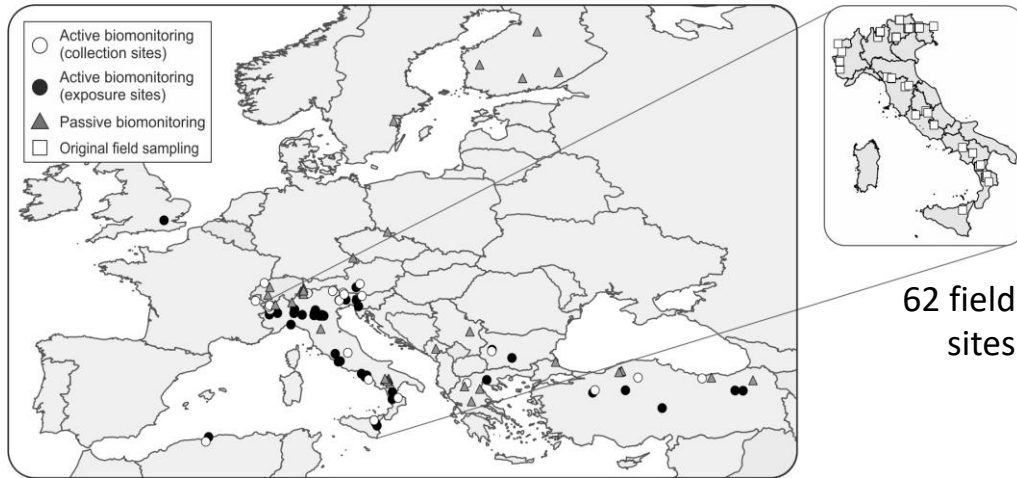 Active biomonitoring
(collection sites)
Active biomonitoring
(exposure sites)
Passive biomonitoring
Original field sampling
62 field
sites